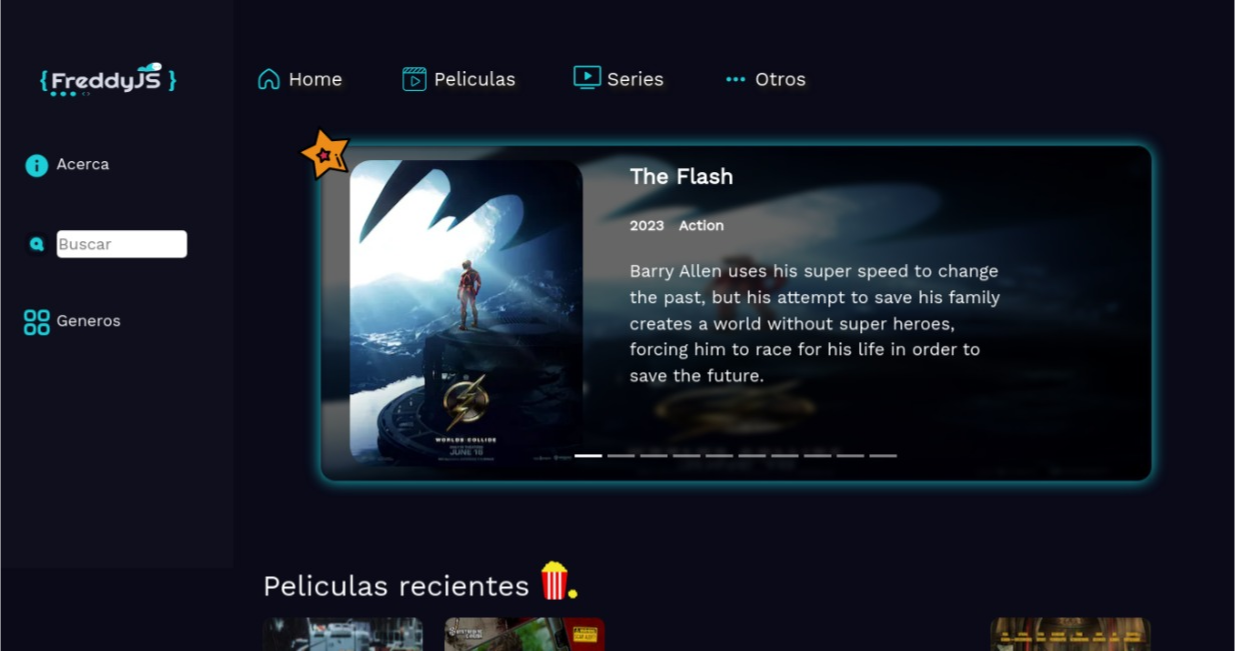 {FreddyJS}
Home
Peliculas
Series
Otros
Acerca
Buscar
Generos
The Flash
2023 Action
Barry Allen uses his super speed to change
the past, but his attempt to save his family
creates a world without super heroes,
forcing him to race for his life in order to
save the future.
WORLDS COLLIDE
JUNE 16
Peliculas recientes